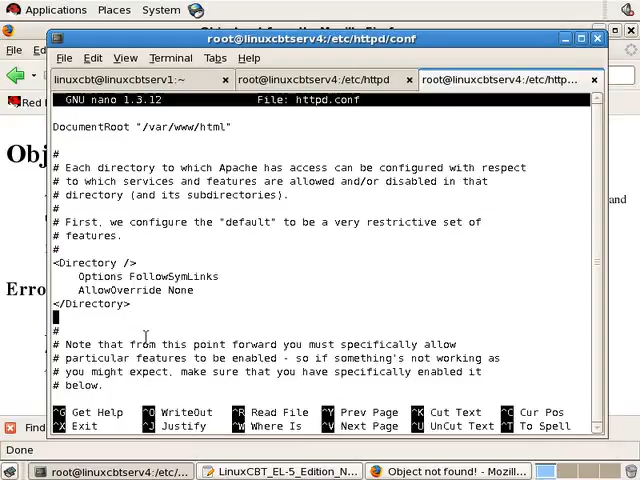 Applications Places System
root@linuxcbtserv4:/etc/httpd/conf
File Edit View Terminal Tabs Help
linuxcbt@linuxcbtserv1:~ root@linuxcbtserv4:/etc/httpd root@linuxcbtserv4:/etc/http...
GNU nano 1.3.12 File: httpd.conf
DocumentRoot "/var/www/html"
#
# Each directory to which Apache has access can be configured with respect
# to which services and features are allowed and/or disabled in that
# directory (and its subdirectories).
#
# First, we configure the "default" to be a very restrictive set of
# features.
#
<Directory />
Options FollowSymLinks
AllowOverride None
</Directory>
#
# Note that from this point forward you must specifically allow
# particular features to be enabled - so if something's not working as
# you might expect, make sure that you have specifically enabled it
# below.
^G Get Help ^O WriteOut ^R Read File ^Y Prev Page ^K Cut Text ^C Cur Pos
^X Exit ^J Justify ^W Where Is ^V Next Page ^U UnCut Text ^T To Spell
Red
Obj
and
Erro
Find
Done
root@linuxcbtserv4:/etc/... LinuxCBT_EL-5_Edition_N... Object not found! - Mozill...